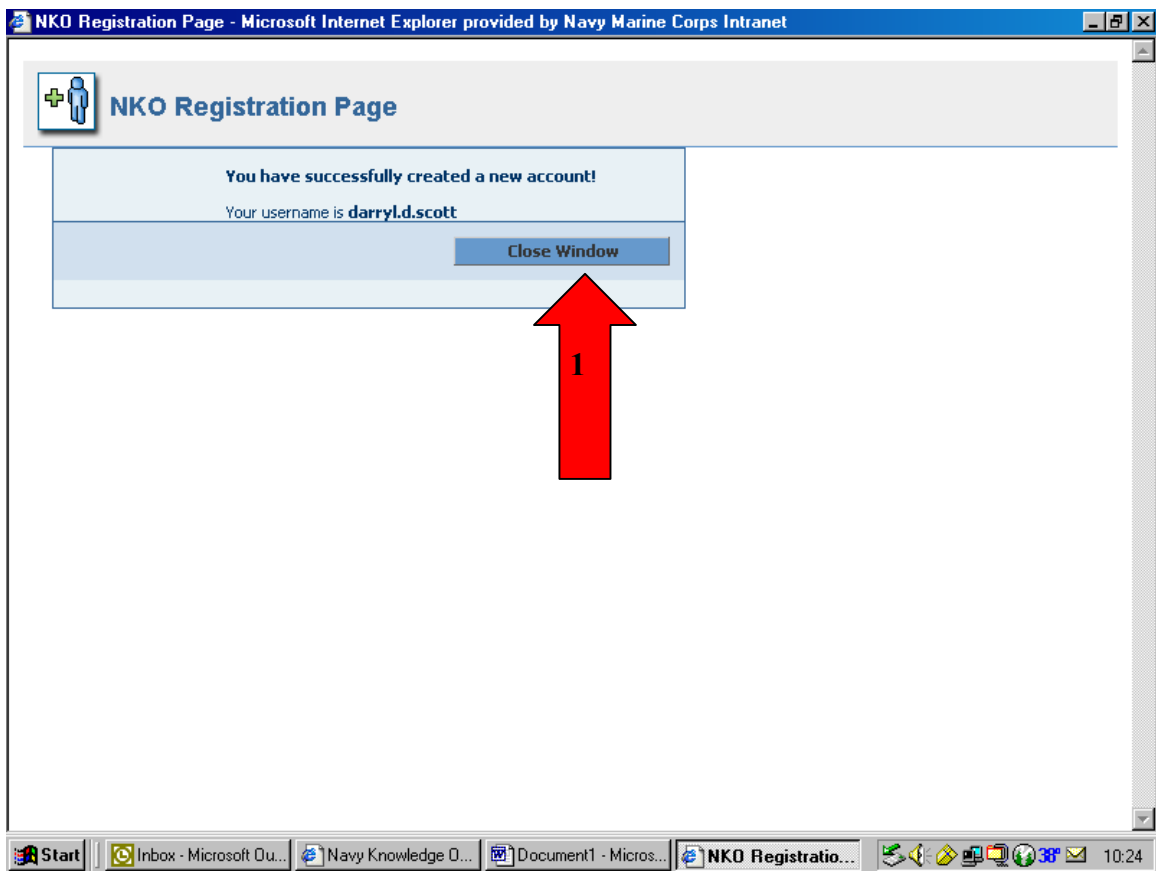 NKO Registration Page - Microsoft Internet Explorer provided by Navy Marine Corps Intranet
NKO Registration Page
You have successfully created a new account!
Your username is darryl.d.scott
Close Window
1
Start Inbox - Microsoft Ou... Navy Knowledge O... Document1 - Micros... NKO Registratio... 38° 10:24